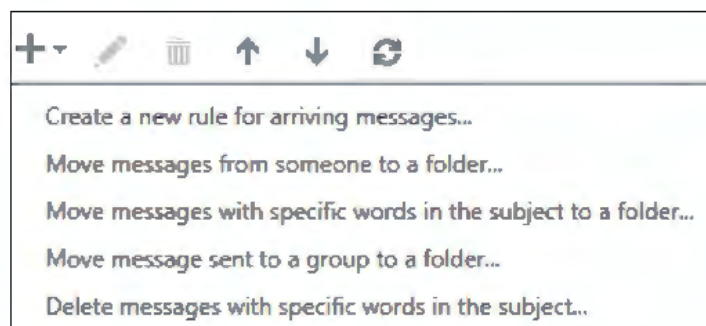 Create a new rule for arriving messages...
Move messages from someone to a folder...
Move messages with specific words in the subject to a folder...
Move message sent to a group to a folder...
Delete messages with specific words in the subject...